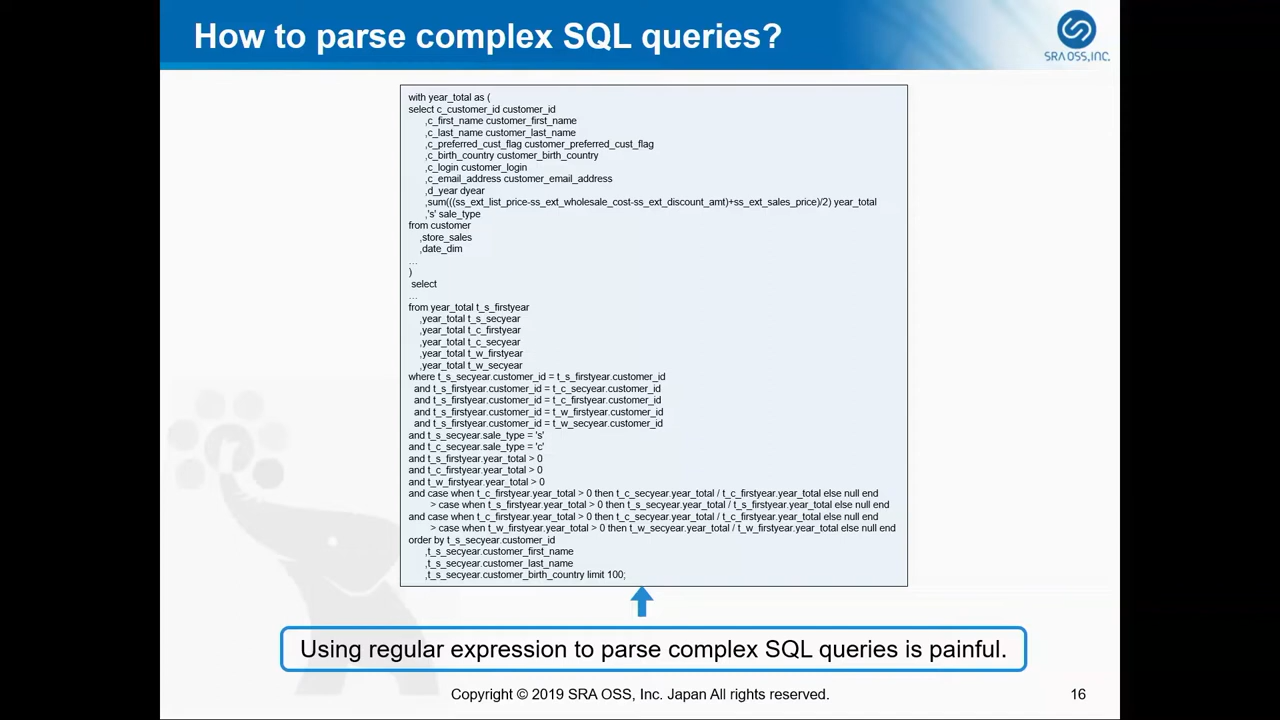 How to parse complex SQL queries?
SRA OSS, INC.
with year_total as (
select c_customer_id customer_id
,c_first_name customer_first_name
,c_last_name customer_last_name
,c_preferred_cust_flag customer_preferred_cust_flag
,c_birth_country customer_birth_country
,c_login customer_login
,c_email_address customer_email_address
,d_year dyear
,sum(((ss_ext_list_price-ss_ext_wholesale_cost-ss_ext_discount_amt)+ss_ext_sales_price)/2) year_total
,'s' sale_type
from customer
,store_sales
,date_dim
…
)
select
…
from year_total t_s_firstyear
,year_total t_s_secyear
,year_total t_c_firstyear
,year_total t_c_secyear
,year_total t_w_firstyear
,year_total t_w_secyear
where t_s_secyear.customer_id = t_s_firstyear.customer_id
and t_s_firstyear.customer_id = t_c_secyear.customer_id
and t_s_firstyear.customer_id = t_c_firstyear.customer_id
and t_s_firstyear.customer_id = t_w_firstyear.customer_id
and t_s_firstyear.customer_id = t_w_secyear.customer_id
and t_s_secyear.sale_type = 's'
and t_c_secyear.sale_type = 'c'
and t_s_firstyear.year_total > 0
and t_c_firstyear.year_total > 0
and t_w_firstyear.year_total > 0
and case when t_c_firstyear.year_total > 0 then t_c_secyear.year_total / t_c_firstyear.year_total else null end
> case when t_s_firstyear.year_total > 0 then t_s_secyear.year_total / t_s_firstyear.year_total else null end
and case when t_c_firstyear.year_total > 0 then t_c_secyear.year_total / t_c_firstyear.year_total else null end
> case when t_w_firstyear.year_total > 0 then t_w_secyear.year_total / t_w_firstyear.year_total else null end
order by t_s_secyear.customer_id
,t_s_secyear.customer_first_name
,t_s_secyear.customer_last_name
,t_s_secyear.customer_birth_country limit 100;
Using regular expression to parse complex SQL queries is painful.
Copyright © 2019 SRA OSS, Inc. Japan All rights reserved.
16